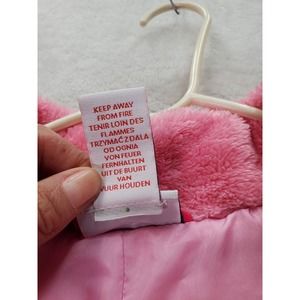 KEEP AWAY
FROM FIRE
TENIR LOIN DES
FLAMMES
TRZYMAĆ Z DALA
OD OGNIA
VON FEUER
FERNHALTEN
UIT DE BUURT
VAN
VUUR HOUDEN